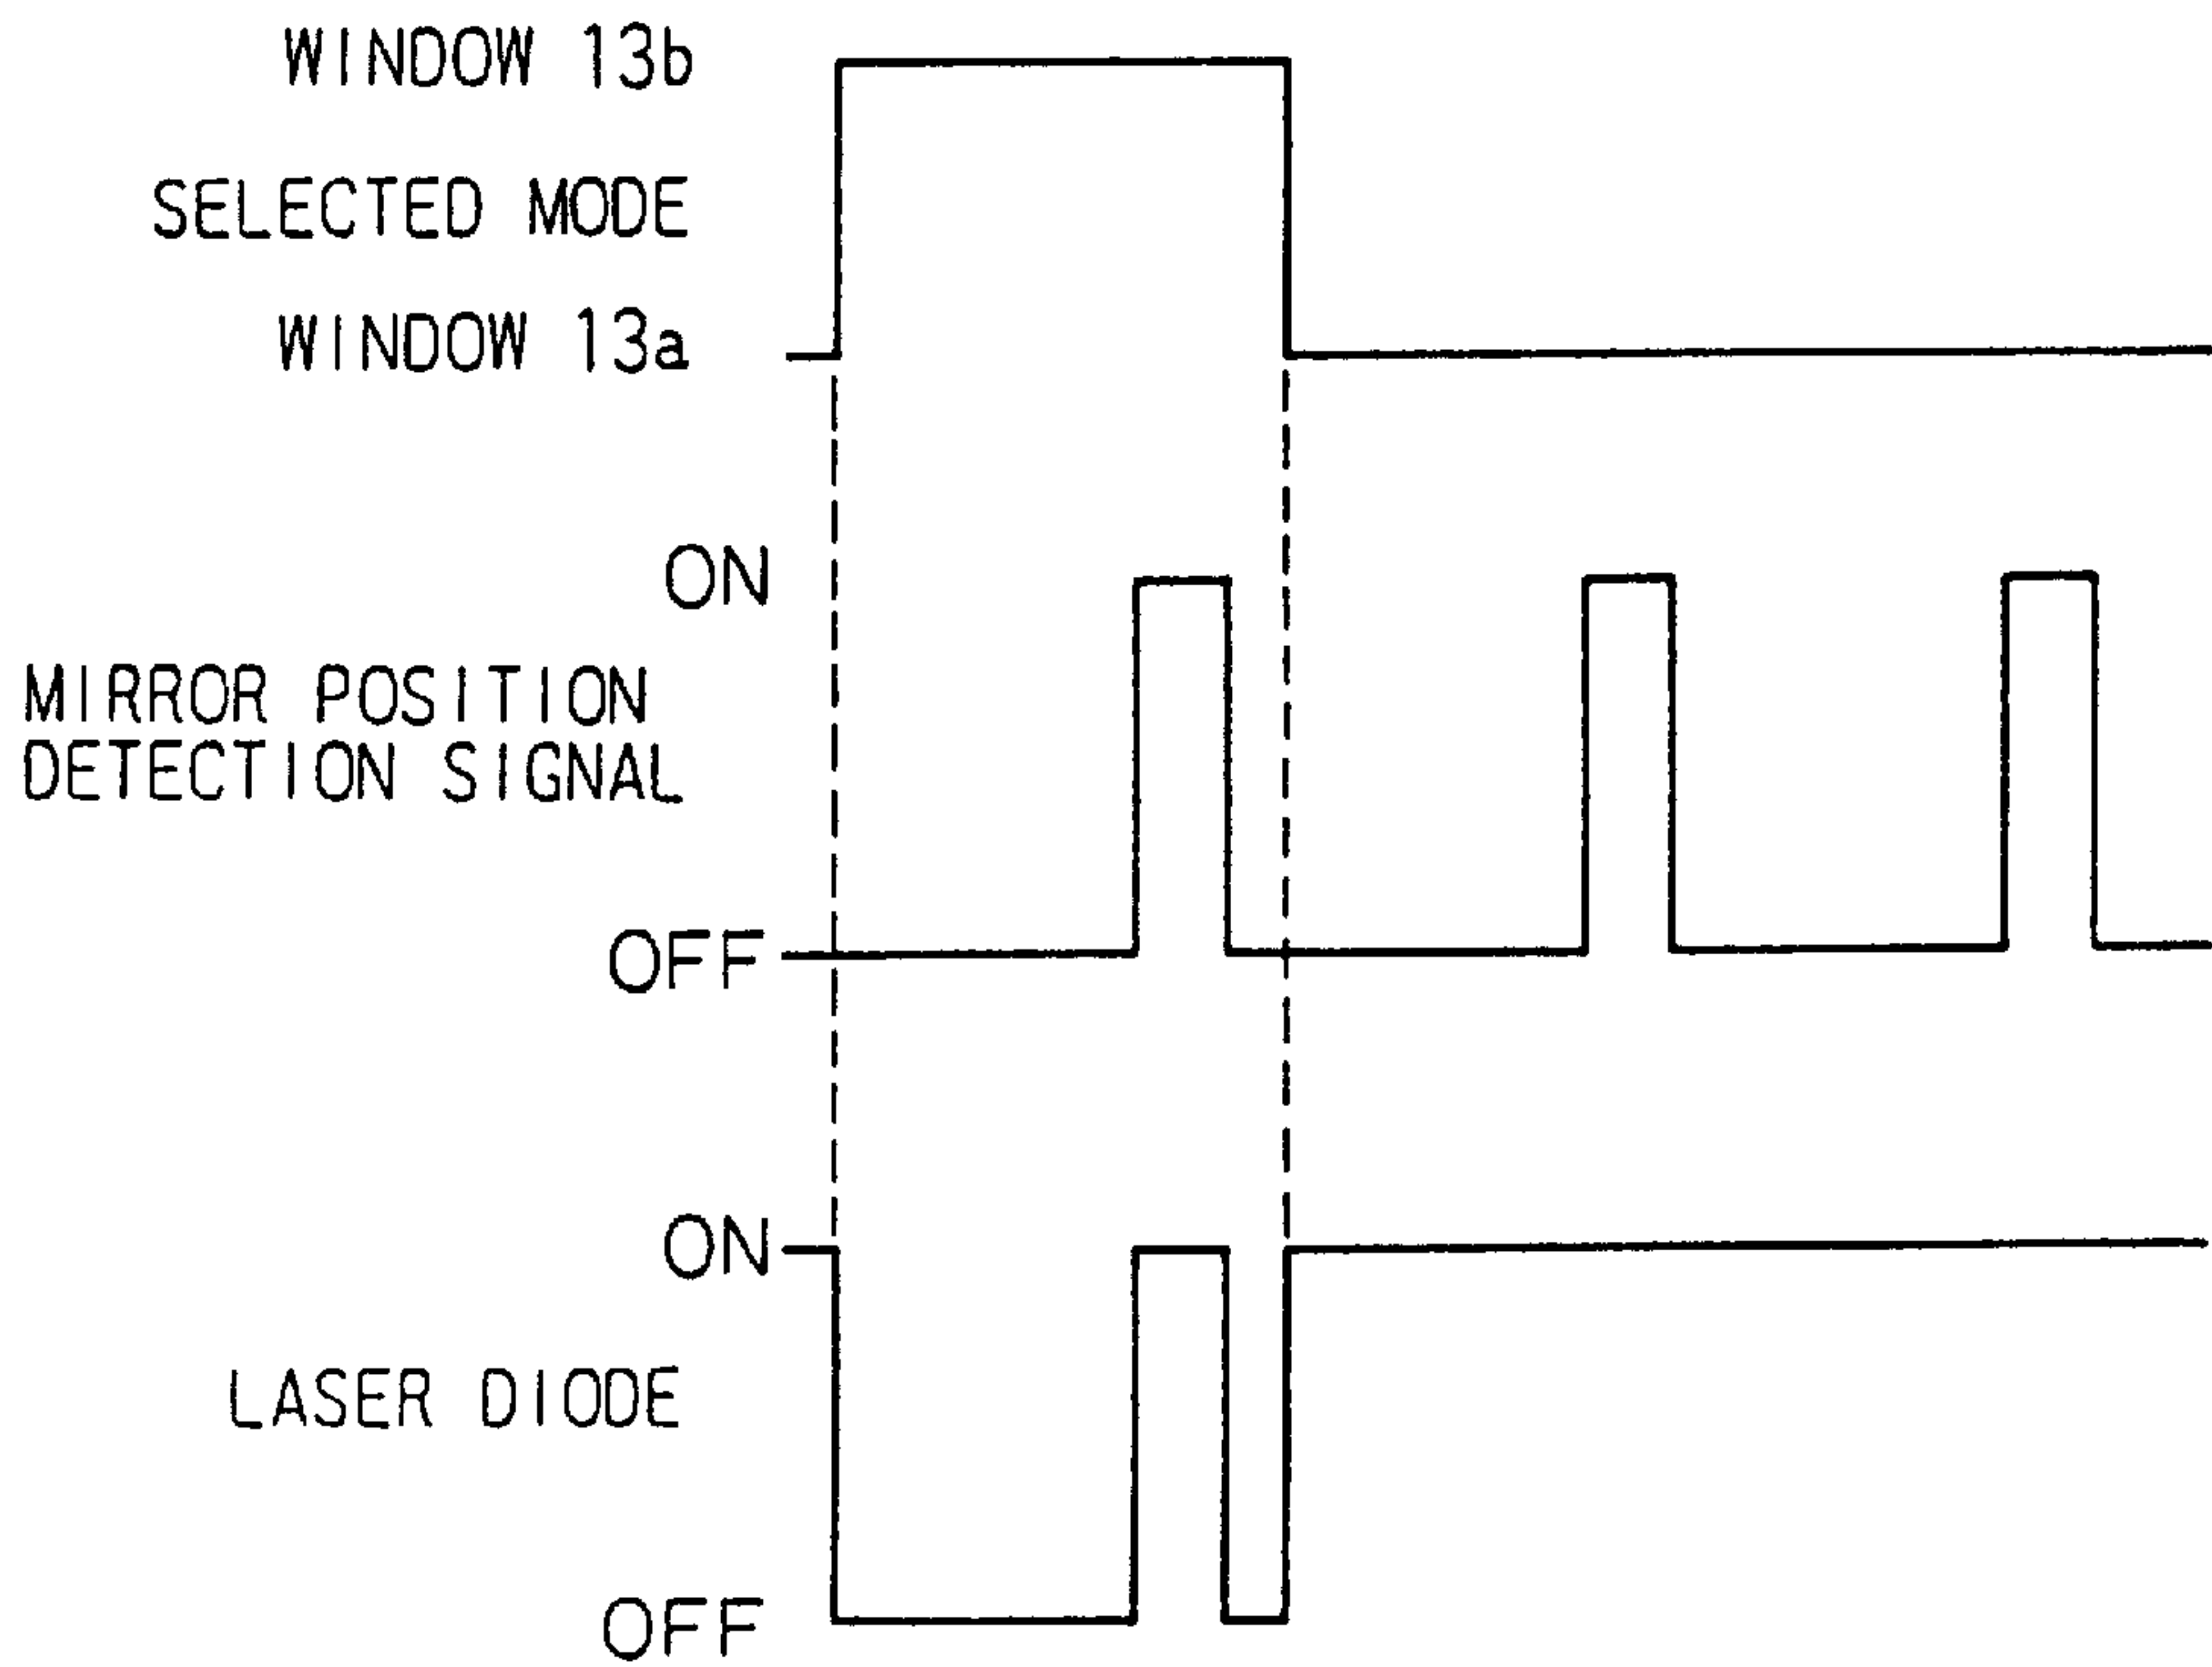 WINDOW 13b
SELECTED MODE
WINDOW 13a
ON
MIRROR POSITION
DETECTION SIGNAL
OFF
ON
LASER DIODE
OFF